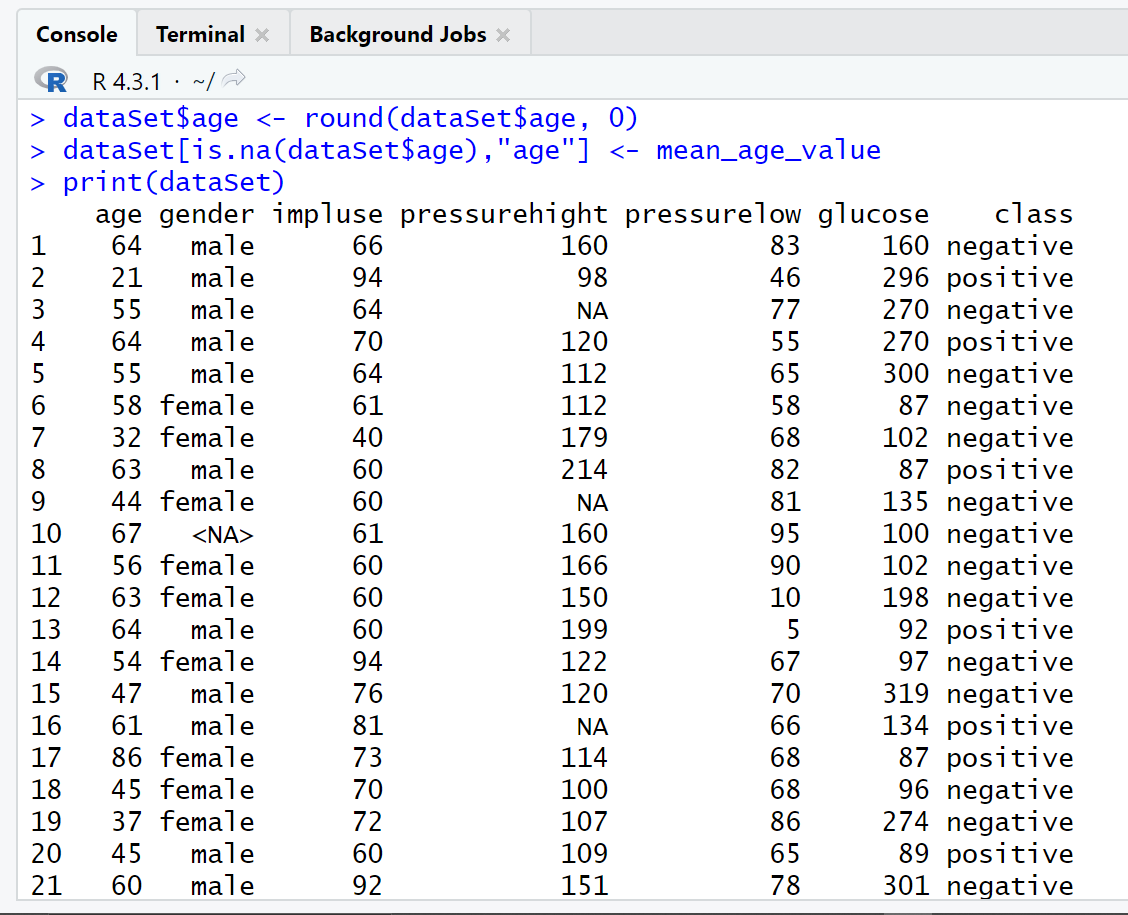 Console Terminal Background Jobs
R R 4.3.1 · ~/
> dataSet$age <- round(dataSet$age, 0)
> dataSet[is.na(dataSet$age),"age"] <- mean_age_value
> print(dataSet)
age gender impluse pressurehight pressurelow glucose class
1 64 male 66 160 83 160 negative
2 21 male 94 98 46 296 positive
3 55 male 64 NA 77 270 negative
4 64 male 70 120 55 270 positive
5 55 male 64 112 65 300 negative
6 58 female 61 112 58 87 negative
7 32 female 40 179 68 102 negative
8 63 male 60 214 82 87 positive
9 44 female 60 NA 81 135 negative
10 67 <NA> 61 160 95 100 negative
11 56 female 60 166 90 102 negative
12 63 female 60 150 10 198 negative
13 64 male 60 199 5 92 positive
14 54 female 94 122 67 97 negative
15 47 male 76 120 70 319 negative
16 61 male 81 NA 66 134 positive
17 86 female 73 114 68 87 positive
18 45 female 70 100 68 96 negative
19 37 female 72 107 86 274 negative
20 45 male 60 109 65 89 positive
21 60 male 92 151 78 301 negative